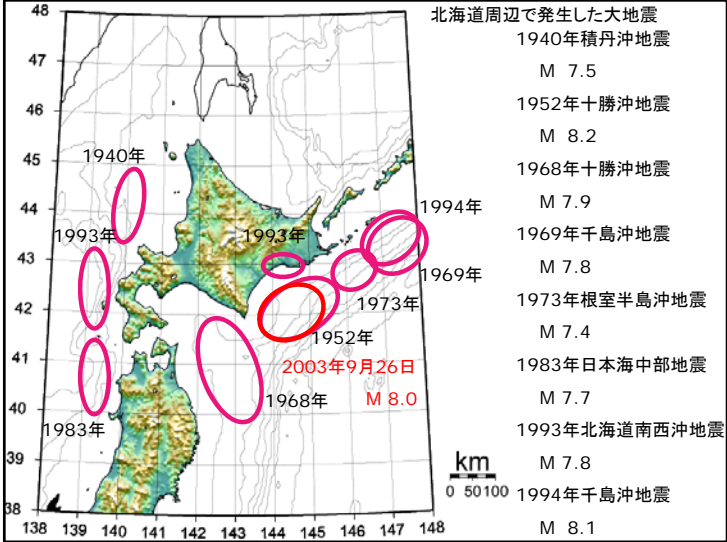 北海道周辺で発生した大地震
1940年積丹沖地震
M 7.5
1952年十勝沖地震
M 8.2
1968年十勝沖地震
M 7.9
1969年千島沖地震
M 7.8
1973年根室半島沖地震
M 7.4
1983年日本海中部地震
M 7.7
1993年北海道南西沖地震
M 7.8
1994年千島沖地震
M 8.1
48
47
46
45
44
43
42
41
40
39
38
1940年
1993年
1993年
1994年
1969年
1973年
1952年
2003年9月26日
M 8.0
1968年
1983年
km
0 50 100
138 139 140 141 142 143 144 145 146 147 148